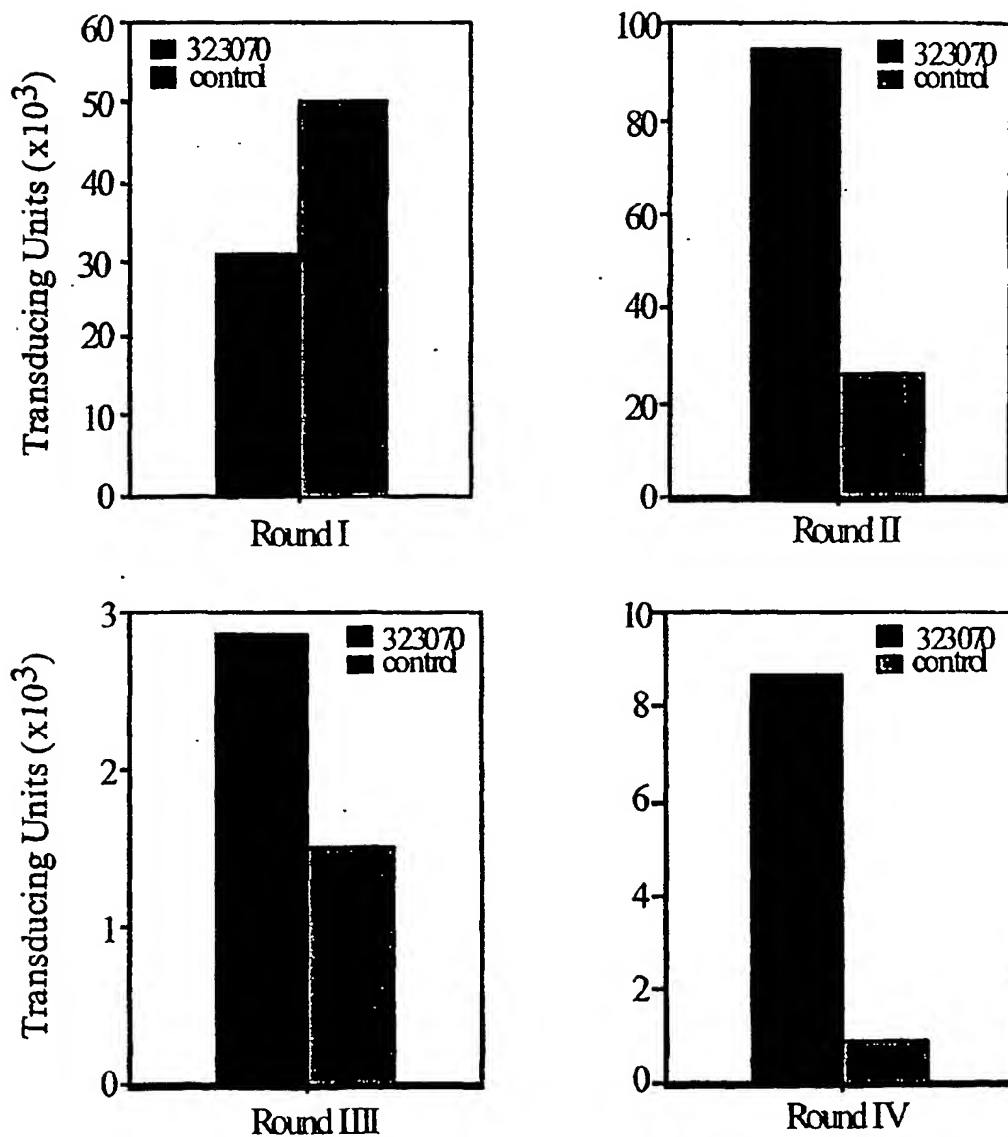 Transducing Units (x10³)
60
50
40
30
20
10
0
323070
control
Round I
100
80
60
40
20
0
323070
control
Round II
Transducing Units (x10³)
3
2
1
0
323070
control
Round IIII
10
8
6
4
2
0
323070
control
Round IV